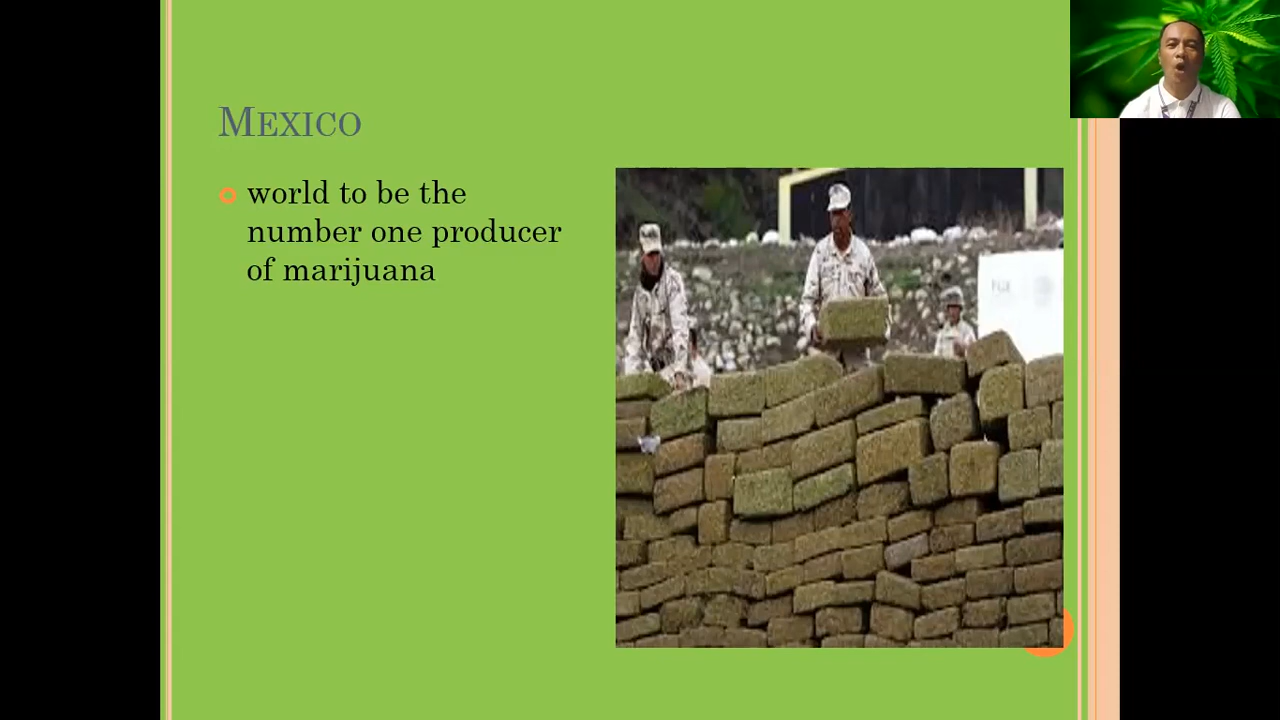 MEXICO
world to be the
number one producer
of marijuana